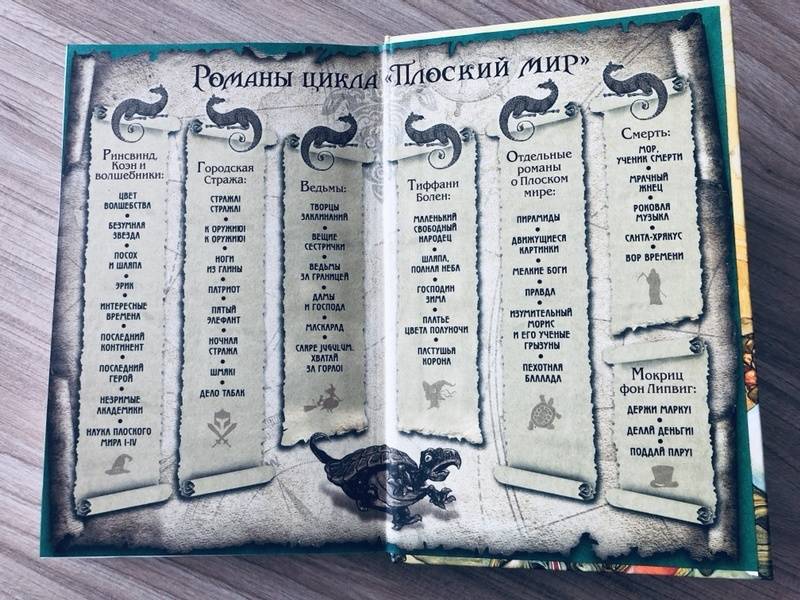 Романы цикла «Плоский мир»
Ринсвинд,
Коэн и
волшебники:
ЦВЕТ
ВОЛШЕБСТВА
БЕЗУМНАЯ
ЗВЕЗДА
ПОСОХ
И ШЛЯПА
ЭРИК
ИНТЕРЕСНЫЕ
ВРЕМЕНА
ПОСЛЕДНИЙ
КОНТИНЕНТ
ПОСЛЕДНИЙ
ГЕРОЙ
НЕЗРИМЫЕ
АКАДЕМИКИ
НАУКА ПЛОСКОГО
МИРА I-IV
Городская
Стража:
СТРАЖА!
СТРАЖА!
К ОРУЖИЮ!
К ОРУЖИЮ!
НОГИ
ИЗ ГЛИНЫ
ПАТРИОТ
ПЯТЫЙ
ЭЛЕФАНТ
НОЧНАЯ
СТРАЖА
ШМЯК!
ДЕЛО ТАБАК
Ведьмы:
ТВОРЦЫ
ЗАКЛИНАНИЙ
ВЕЩИЕ
СЕСТРИЧКИ
ВЕДЬМЫ
ЗА ГРАНИЦЕЙ
ДАМЫ
И ГОСПОДА
МАСКАРАД
CARPE JUGULUM.
ХВАТАЙ
ЗА ГОРЛО!
Тиффани
Болен:
МАЛЕНЬКИЙ
СВОБОДНЫЙ
НАРОДЕЦ
ШЛЯПА,
ПОЛНАЯ НЕБА
ГОСПОДИН
ЗИМА
ПЛАТЬЕ
ЦВЕТА ПОЛУНОЧИ
ПАСТУШЬЯ
КОРОНА
Отдельные
романы
о Плоском
мире:
ПИРАМИДЫ
ДВИЖУЩИЕСЯ
КАРТИНКИ
МЕЛКИЕ БОГИ
ПРАВДА
ИЗУМИТЕЛЬНЫЙ
МОРИС
И ЕГО УЧЕНЫЕ
ГРЫЗУНЫ
ПЕХОТНАЯ
БАЛЛАДА
Смерть:
МОР,
УЧЕНИК СМЕРТИ
МРАЧНЫЙ
ЖНЕЦ
РОКОВАЯ
МУЗЫКА
САНТА-ХРЯКУС
ВОР ВРЕМЕНИ
Мокриц
фон Липвиг:
ДЕРЖИ МАРКУ!
ДЕЛАЙ ДЕНЬГИ!
ПОДДАЙ ПАРУ!